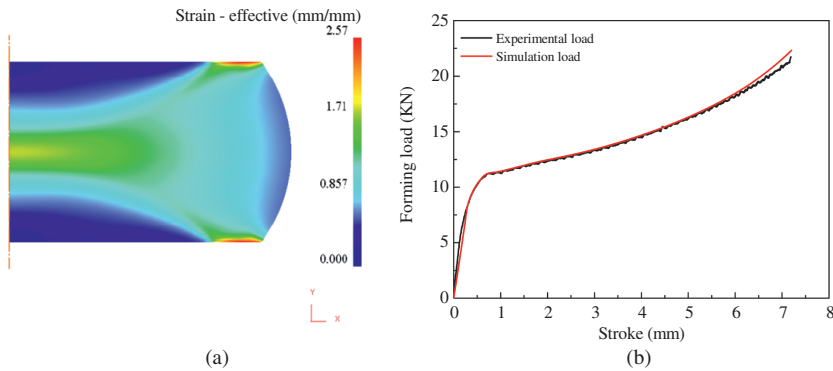 Strain - effective (mm/mm)
2.57
1.71
0.857
0.000
Y
X
(a)
Experimental load
Simulation load
Forming load (KN)
25
20
15
10
5
0
0 1 2 3 4 5 6 7 8
Stroke (mm)
(b)